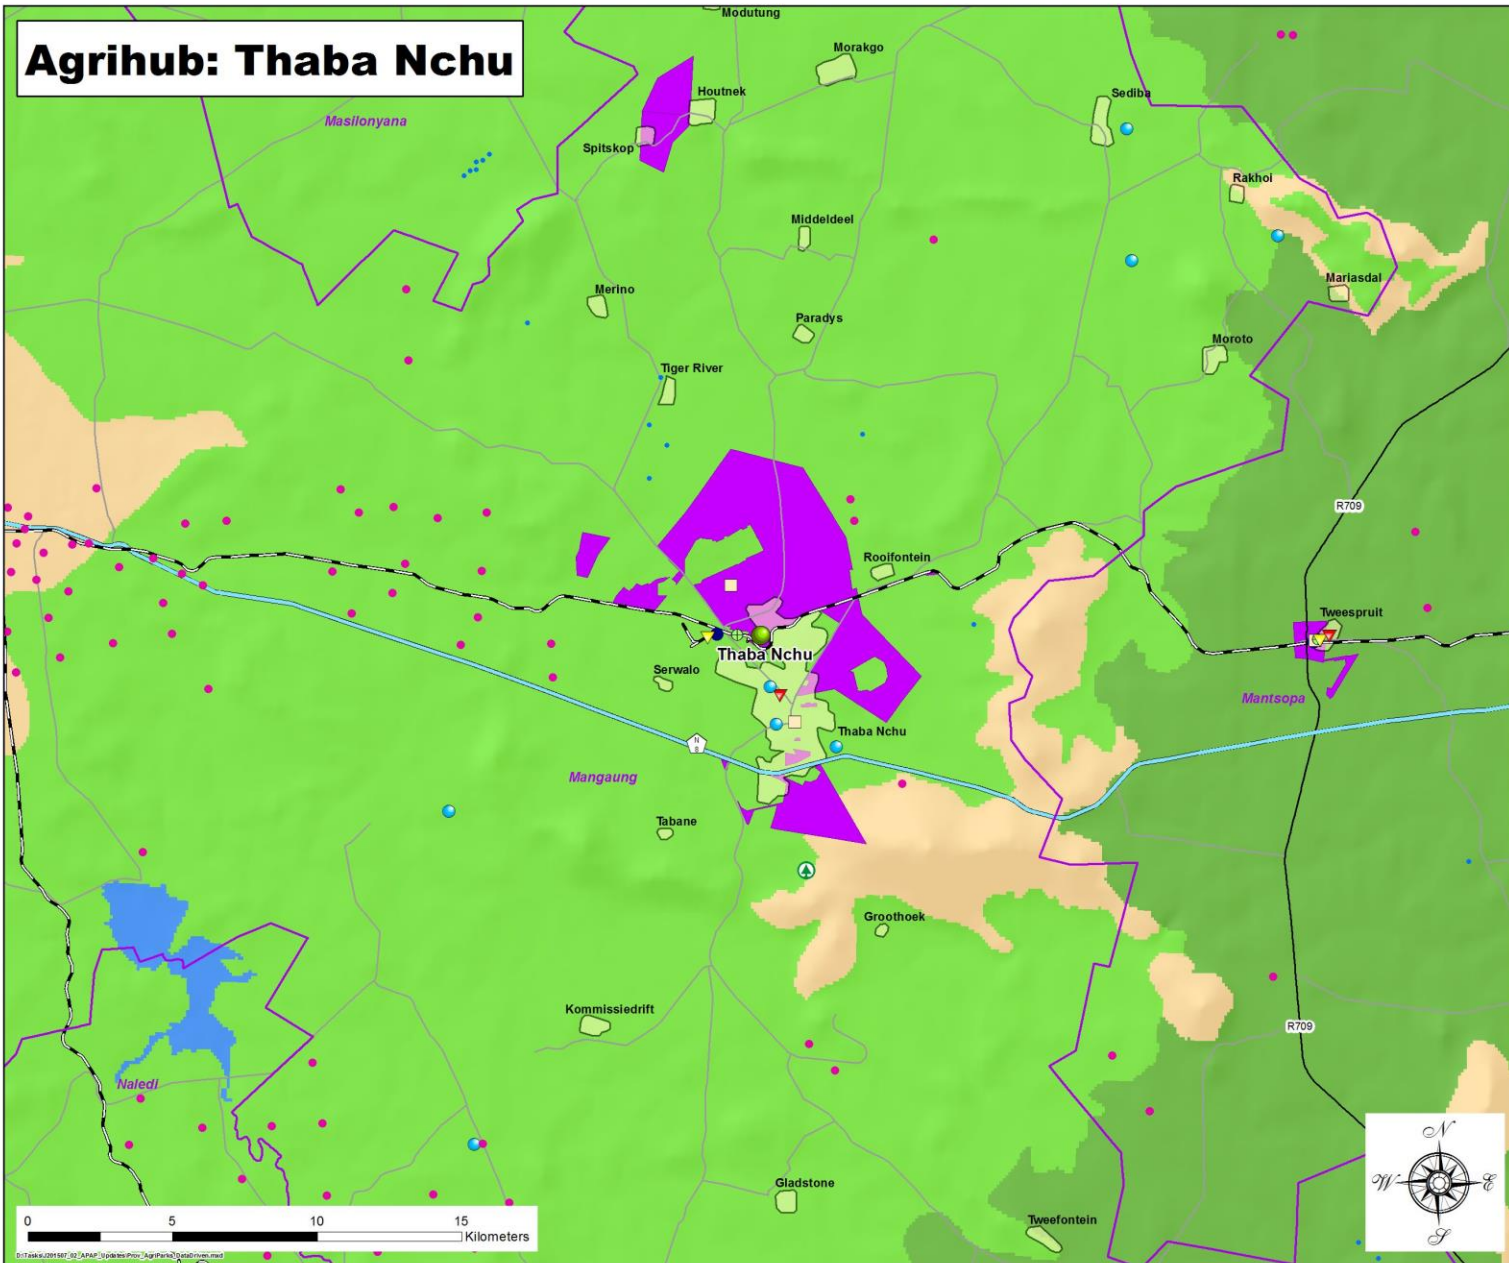 Modutung
Agrihub: Thaba Nchu
Morakgo
Houtnek
Sediba
Masilonyana
Spitskop
Rakhoi
Middeldeel
Mariasdal
Merino
Paradys
Moroto
Tiger River
R709
Rooifontein
Tweespruit
Thaba Nchu
Serwalo
Mantsopa
Thaba Nchu
N
8
Mangaung
Tabane
Groothoek
Kommissiedrift
R709
Naledi
N
W
E
S
Gladstone
Tweefontein
0 5 10 15
Kilometers